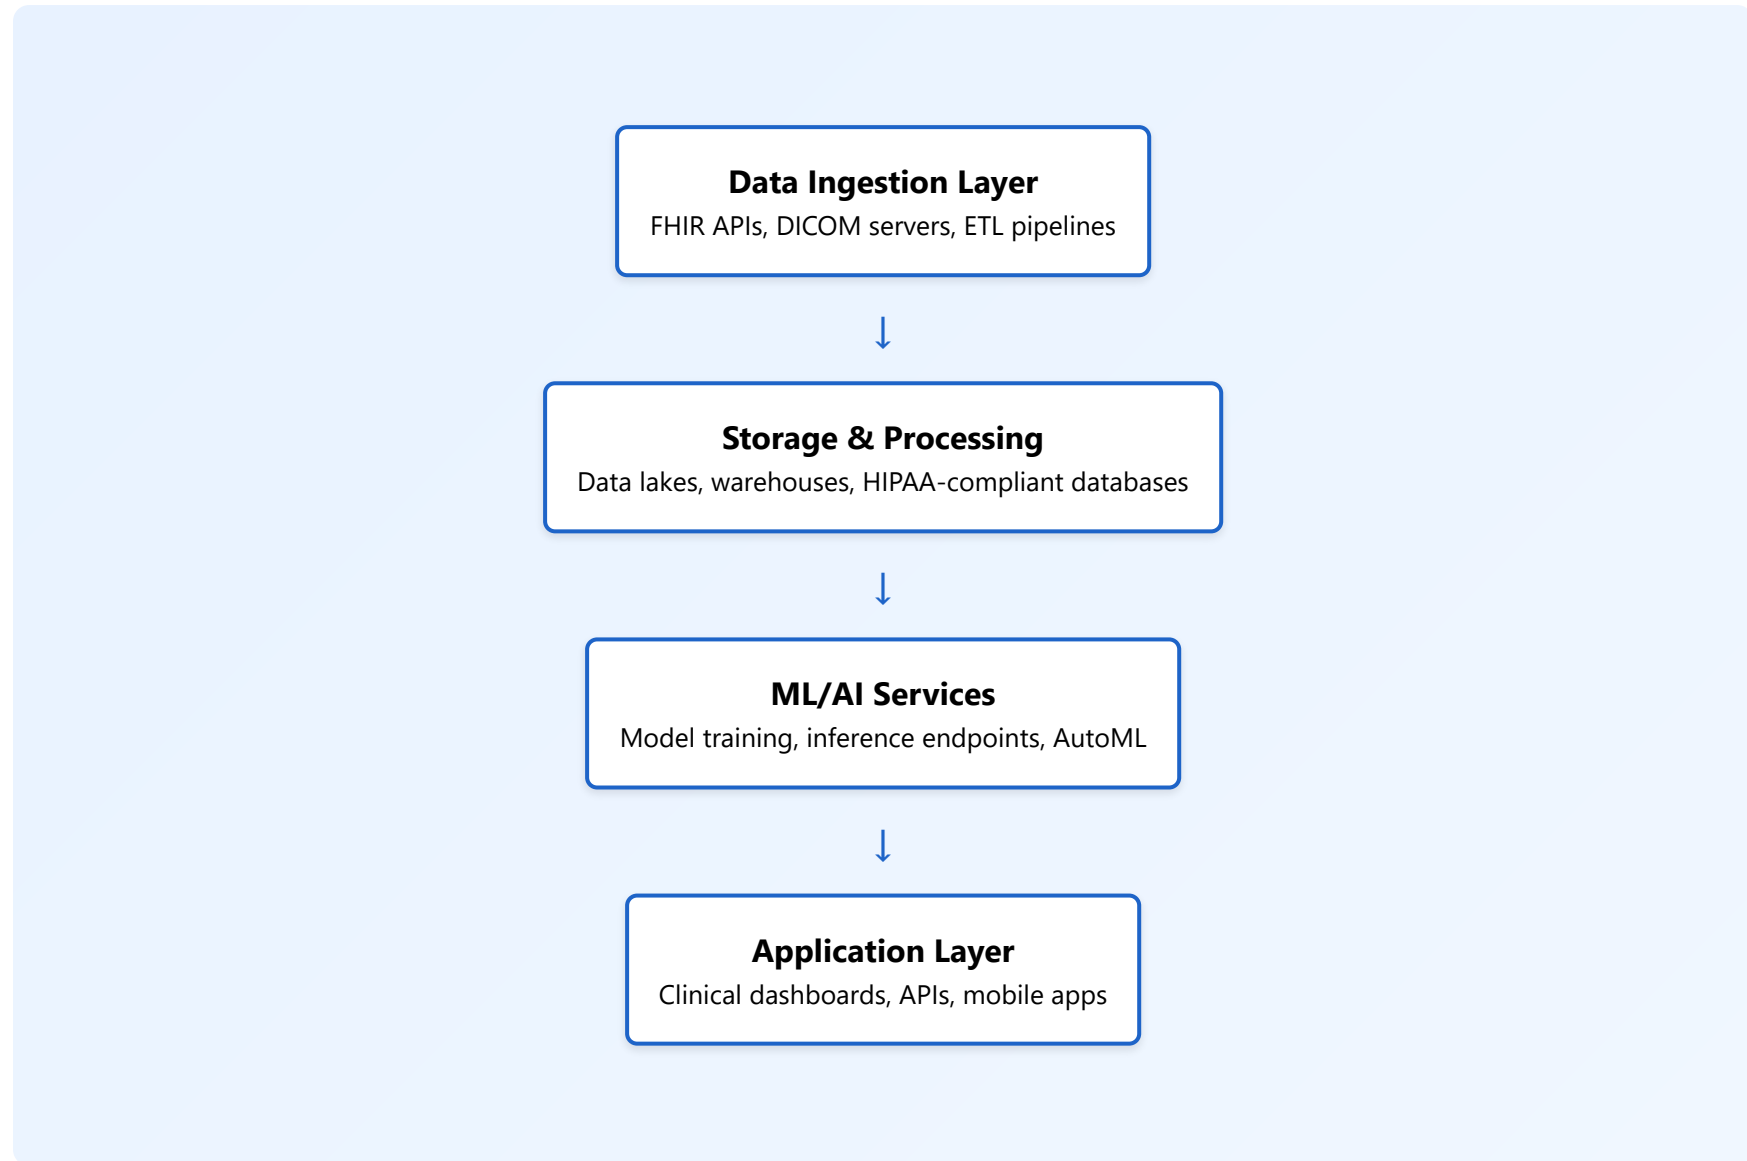 Data Ingestion Layer
FHIR APIs, DICOM servers, ETL pipelines
↓
Storage & Processing
Data lakes, warehouses, HIPAA-compliant databases
↓
ML/AI Services
Model training, inference endpoints, AutoML
↓
Application Layer
Clinical dashboards, APIs, mobile apps